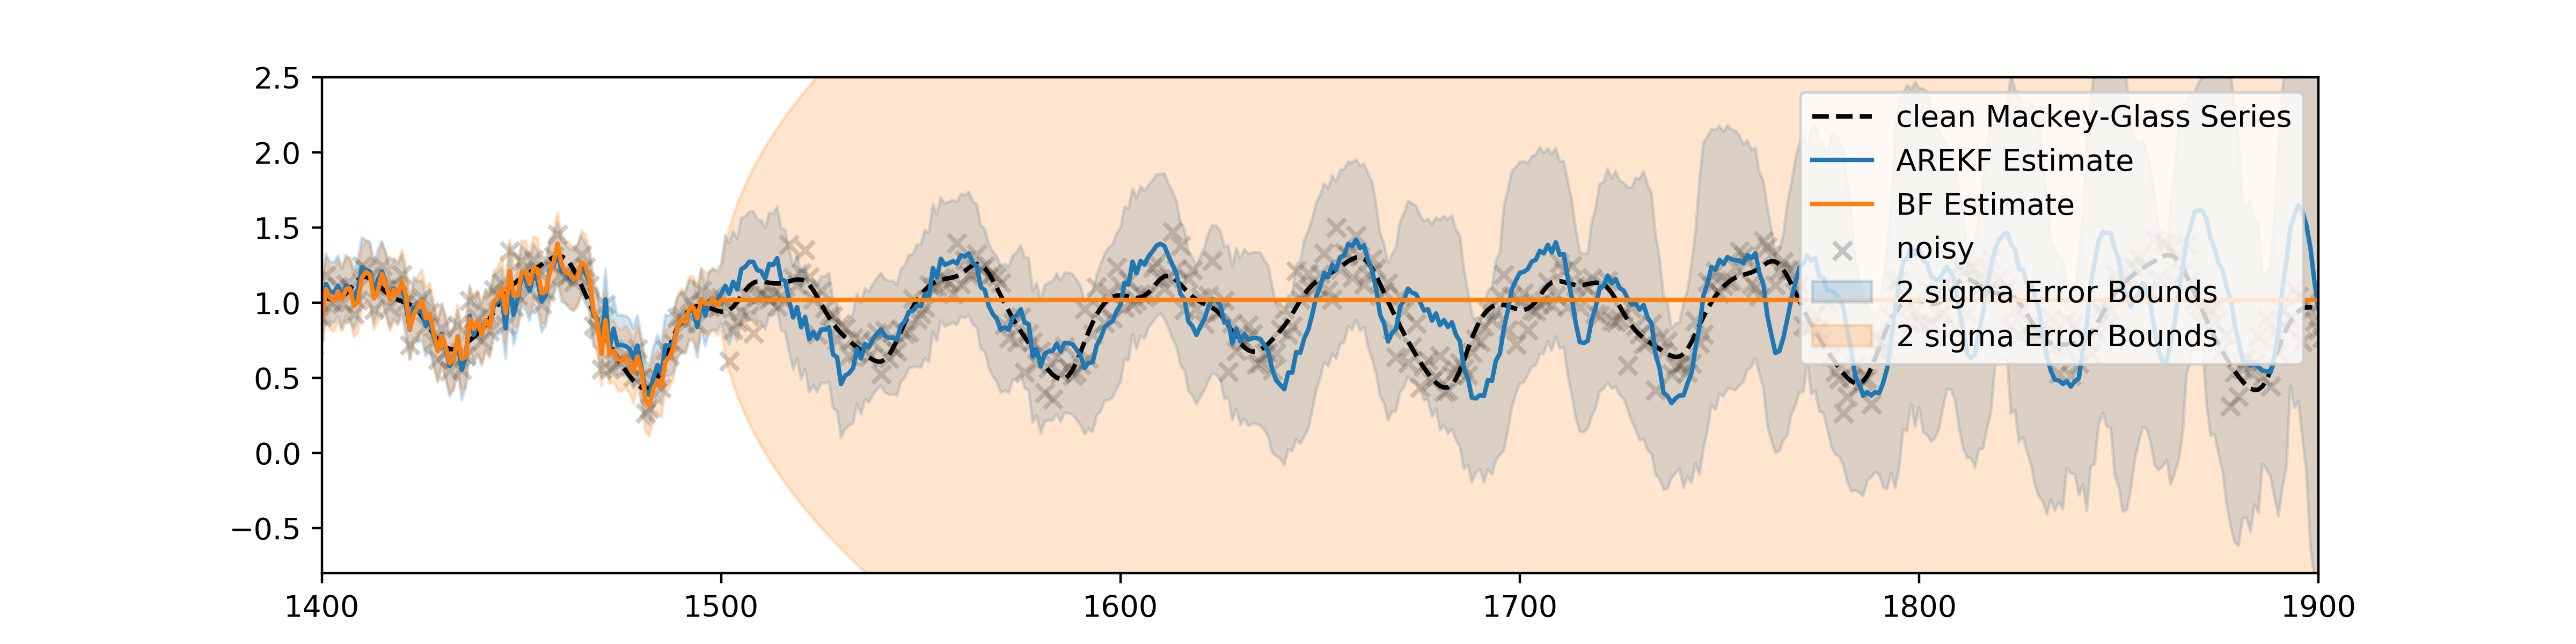 2.5
2.0
1.5
1.0
0.5
0.0
−0.5
1400 1500 1600 1700 1800 1900
clean Mackey-Glass Series
AREKF Estimate
BF Estimate
noisy
2 sigma Error Bounds
2 sigma Error Bounds